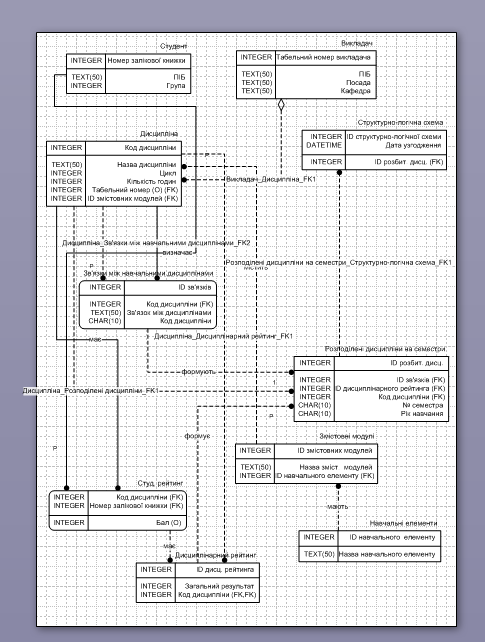 Студент
INTEGER Номер залікової книжки
TEXT(50) ПІБ
INTEGER Група
Викладач
INTEGER Табельний номер викладача
TEXT(50) ПІБ
TEXT(50) Посада
TEXT(50) Кафедра
Структурно-логічна схема
INTEGER ID структурно-логічної схеми
DATETIME Дата узгодження
INTEGER ID розбит дисц. (FK)
Дисципліна
INTEGER Код дисципліни
TEXT(50) Назва дисципліни
INTEGER Цикл
INTEGER Кількість годин
INTEGER Табельний номер (О) (FK)
INTEGER ID змістовних модулей (FK)
P
Викладач_Дисципліна_FK1
Дисципліна_Зв'язки між навчальними дисциплінами_FK2
визначає
Розподілені дисципліни на семестри_Структурно-логічна схема_FK1
P
Зв'язки між навчальними дисциплінами
INTEGER ID зв'язків
INTEGER Код дисципліни (FK)
TEXT(50) Зв'язок між дисциплінами
CHAR(10) Код дисципліни
має
Дисципліна_Дисциплінарний рейтинг_FK1
формують
Розподілені дисципліни на семестри
INTEGER ID розбит. дисц.
INTEGER ID зв'язків (FK)
INTEGER ID дисциплінарного рейтинга (FK)
INTEGER Код дисципліни (FK)
CHAR(10) № семестра
CHAR(10) Рік навчання
1
Дисципліна_Розподілені дисципліни_FK1
P
формує
P
Змістовні модулі
INTEGER ID змістовних модулей
TEXT(50) Назва зміст модулей
INTEGER ID навчального елементу (FK)
Студ. рейтинг
INTEGER Код дисципліни (FK)
INTEGER Номер залікової книжки (FK)
INTEGER Бал (О)
мають
Навчальні елементи
INTEGER ID навчального елементу
TEXT(50) Назва навчального елементу
має
Дисциплінарний рейтинг
INTEGER ID дисц. рейтинга
INTEGER Загальний результат
INTEGER Код дисципліни (FK,FK)